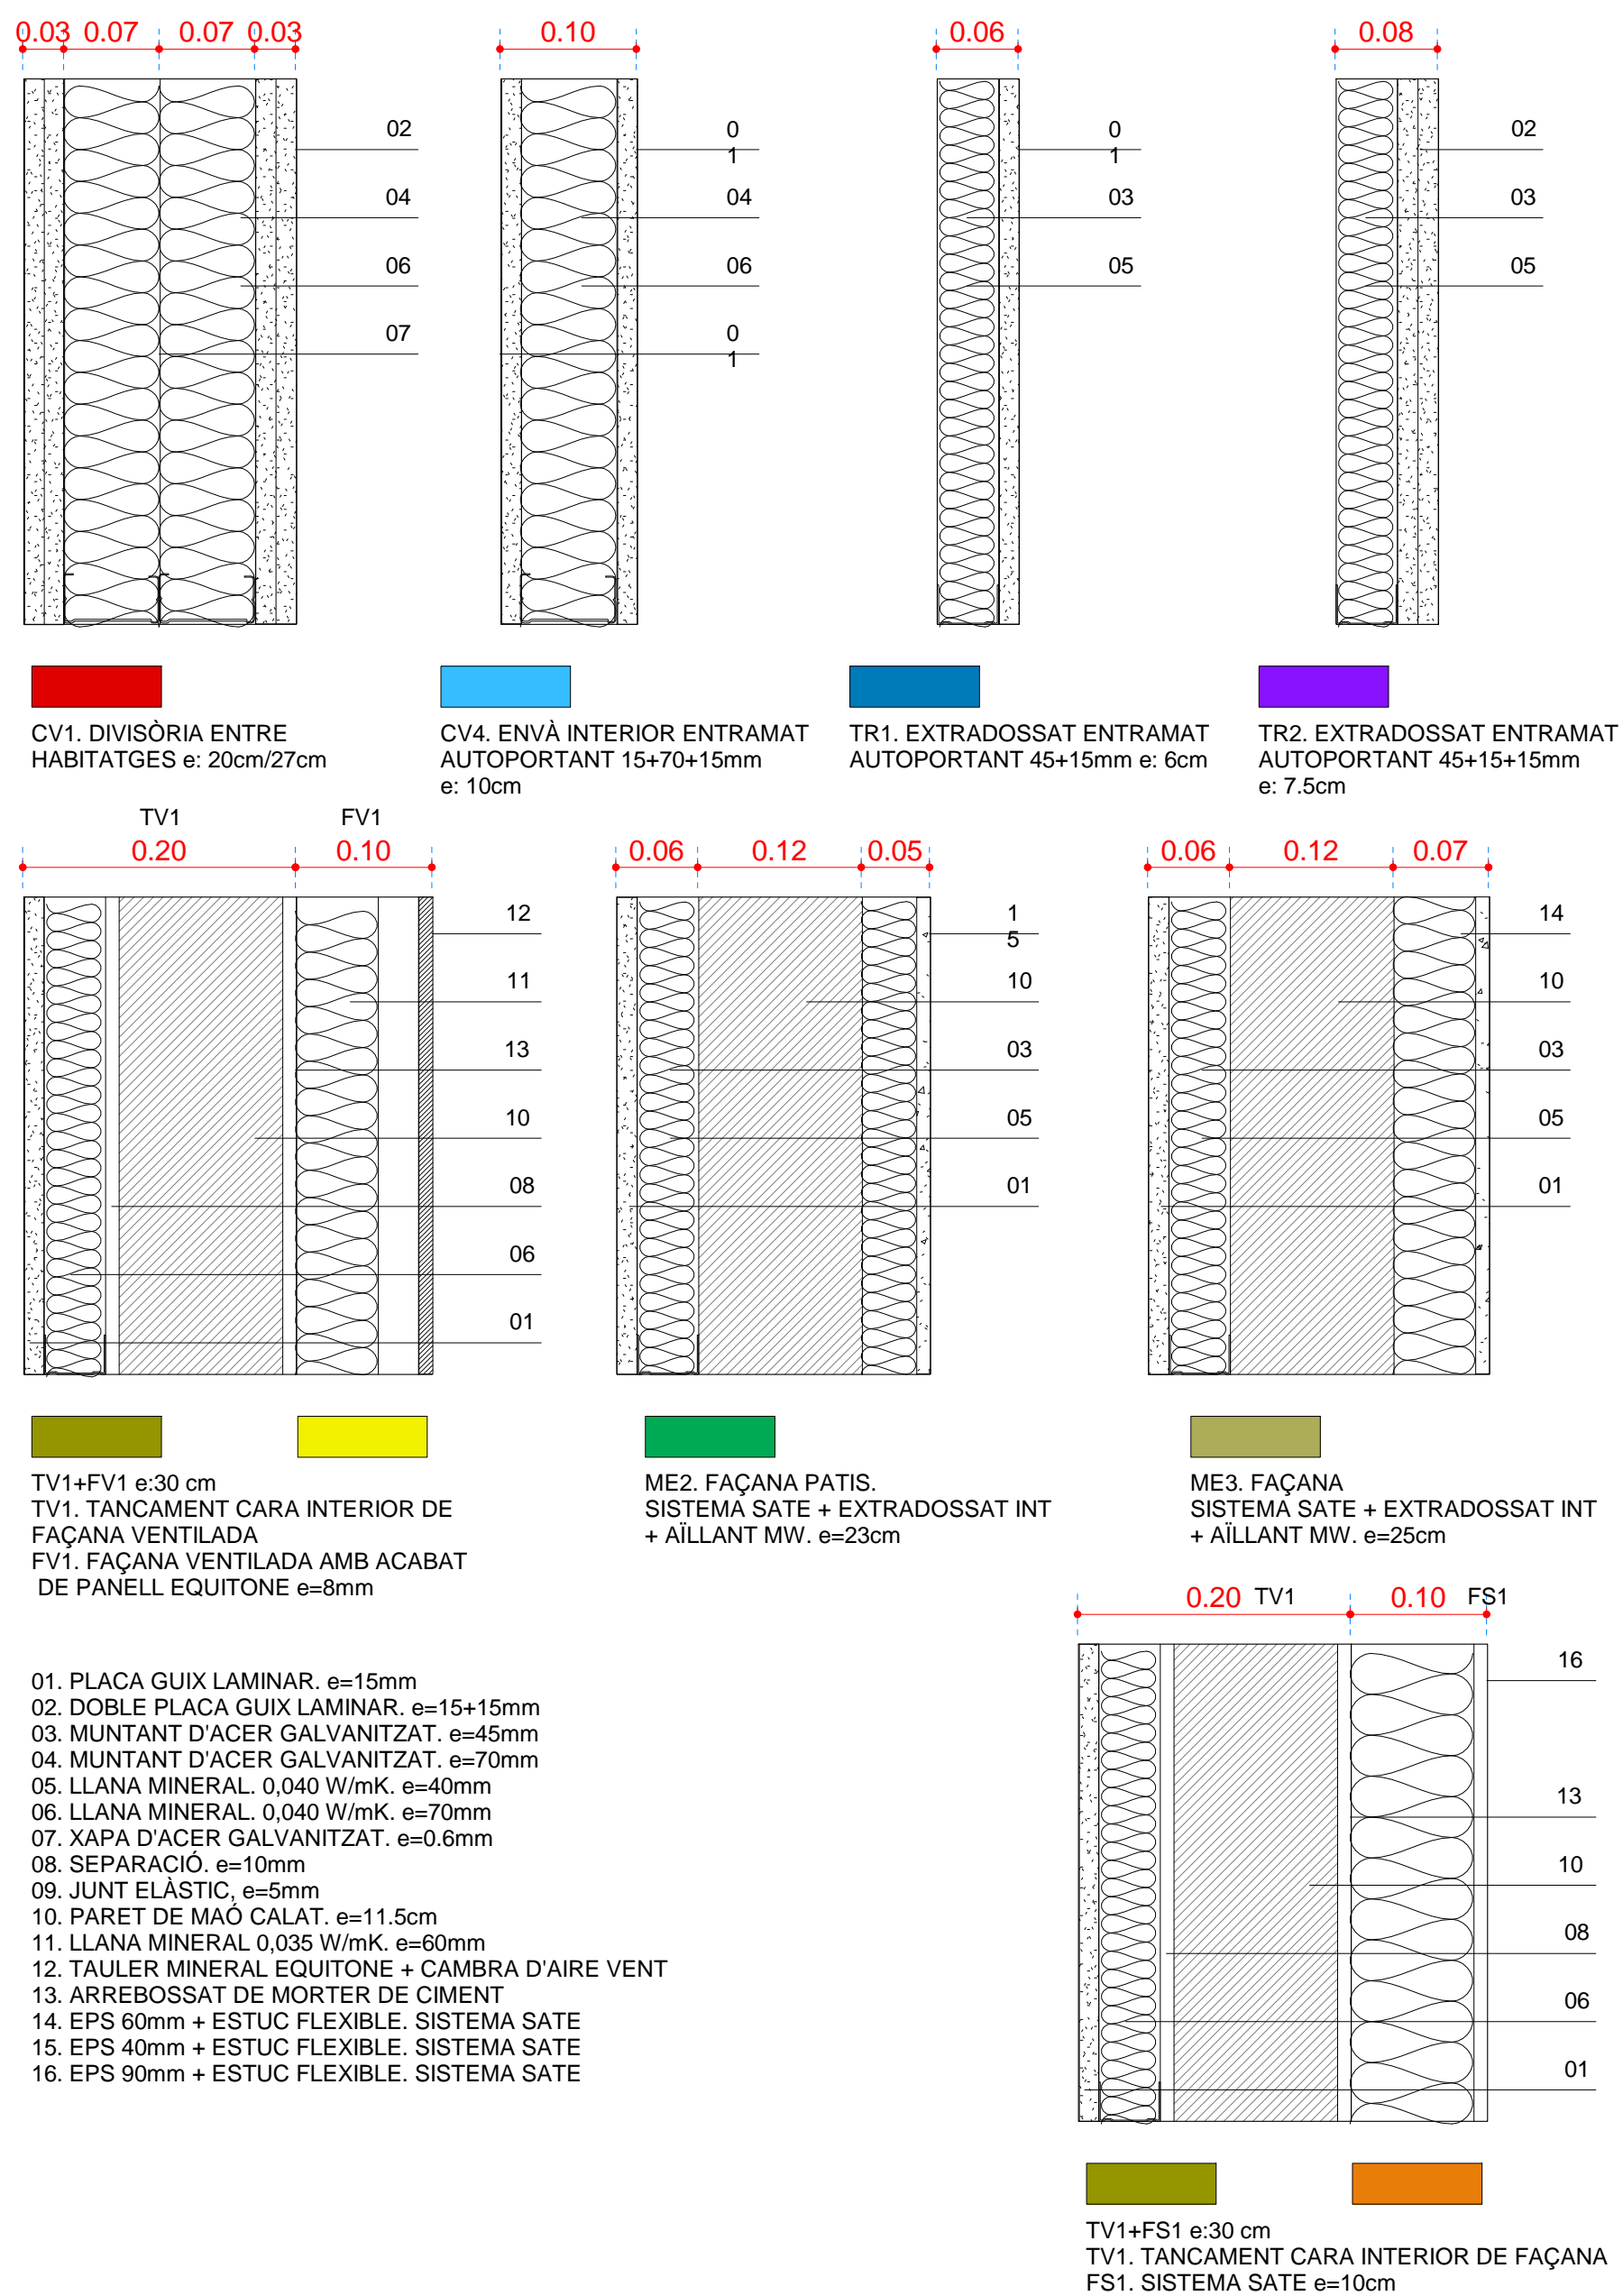 0.03 0.07 0.07 0.03
02
04
06
07
0.10
0
1
04
06
0
1
0.06
0
1
03
05
0.08
02
03
05
CV1. DIVISÒRIA ENTRE
HABITATGES e: 20cm/27cm
CV4. ENVÀ INTERIOR ENTRAMAT
AUTOPORTANT 15+70+15mm
e: 10cm
TR1. EXTRADOSSAT ENTRAMAT
AUTOPORTANT 45+15mm e: 6cm
TR2. EXTRADOSSAT ENTRAMAT
AUTOPORTANT 45+15+15mm
e: 7.5cm
TV1 FV1
0.20 0.10
12
11
13
10
08
06
01
0.06 0.12 0.05
1
5
10
03
05
01
0.06 0.12 0.07
14
10
03
05
01
TV1+FV1 e:30 cm
TV1. TANCAMENT CARA INTERIOR DE
FAÇANA VENTILADA
FV1. FAÇANA VENTILADA AMB ACABAT
DE PANELL EQUITONE e=8mm
ME2. FAÇANA PATIS.
SISTEMA SATE + EXTRADOSSAT INT
+ AÏLLANT MW. e=23cm
ME3. FAÇANA
SISTEMA SATE + EXTRADOSSAT INT
+ AÏLLANT MW. e=25cm
01. PLACA GUIX LAMINAR. e=15mm
02. DOBLE PLACA GUIX LAMINAR. e=15+15mm
03. MUNTANT D'ACER GALVANITZAT. e=45mm
04. MUNTANT D'ACER GALVANITZAT. e=70mm
05. LLANA MINERAL. 0,040 W/mK. e=40mm
06. LLANA MINERAL. 0,040 W/mK. e=70mm
07. XAPA D'ACER GALVANITZAT. e=0.6mm
08. SEPARACIÓ. e=10mm
09. JUNT ELÀSTIC, e=5mm
10. PARET DE MAÓ CALAT. e=11.5cm
11. LLANA MINERAL 0,035 W/mK. e=60mm
12. TAULER MINERAL EQUITONE + CAMBRA D'AIRE VENT
13. ARREBOSSAT DE MORTER DE CIMENT
14. EPS 60mm + ESTUC FLEXIBLE. SISTEMA SATE
15. EPS 40mm + ESTUC FLEXIBLE. SISTEMA SATE
16. EPS 90mm + ESTUC FLEXIBLE. SISTEMA SATE
0.20 TV1 0.10 FS1
16
13
10
08
06
01
TV1+FS1 e:30 cm
TV1. TANCAMENT CARA INTERIOR DE FAÇANA
FS1. SISTEMA SATE e=10cm